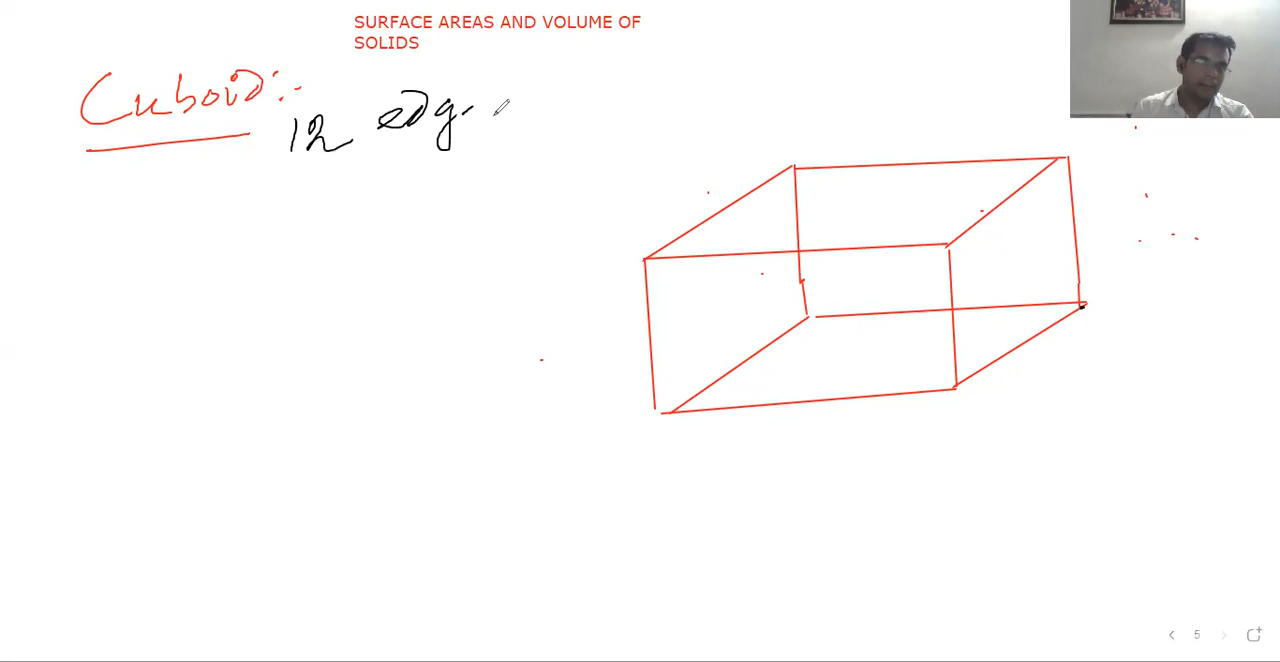 SURFACE AREAS AND VOLUME OF
SOLIDS
Cuboid:-
12 edg.
5